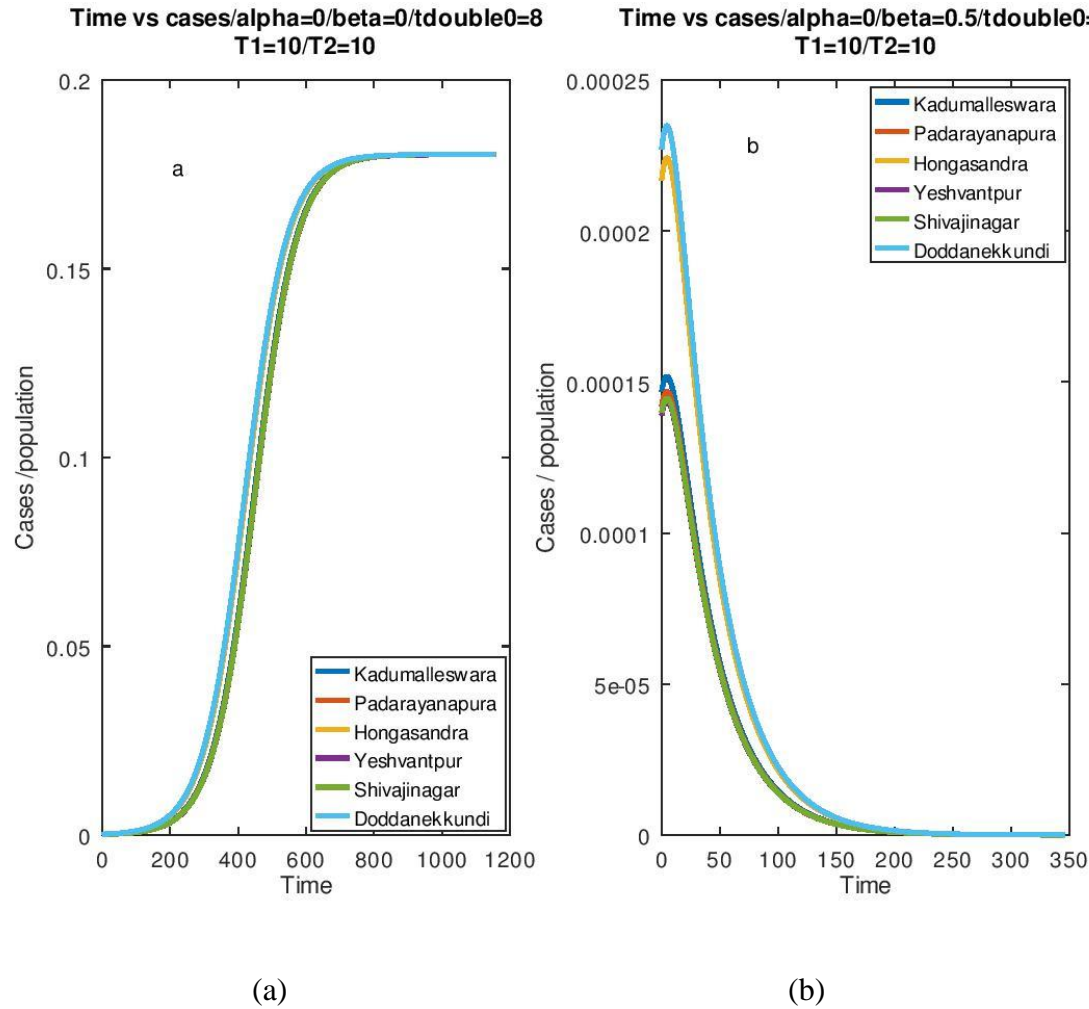 Time vs cases/alpha=0/beta=0/tdouble0=8
T1=10/T2=10
0.2
0.15
0.1
0.05
0
a
Cases /population
Kadumalleswara
Padarayanapura
Hongasandra
Yeshvantpur
Shivajinagar
Doddanekkundi
0 200 400 600 800 1000 1200
Time
Time vs cases/alpha=0/beta=0.5/tdouble0=
T1=10/T2=10
0.00025
0.0002
0.00015
0.0001
5e-05
0
b
Cases / population
Kadumalleswara
Padarayanapura
Hongasandra
Yeshvantpur
Shivajinagar
Doddanekkundi
0 50 100 150 200 250 300 350
Time
(a) (b)